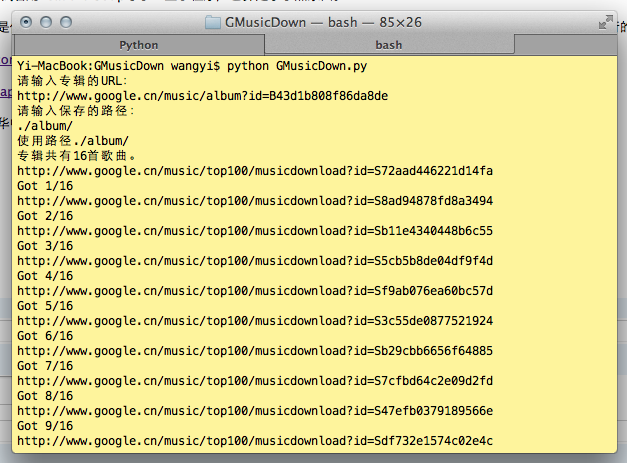 GMusicDown — bash — 85×26
Python
bash
Yi-MacBook:GMusicDown wangyi$ python GMusicDown.py
请输入专辑的URL:
http://www.google.cn/music/album?id=B43d1b808f86da8de
请输入保存的路径:
./album/
使用路径./album/
专辑共有16首歌曲。
http://www.google.cn/music/top100/musicdownload?id=S72aad446221d14fa
Got 1/16
http://www.google.cn/music/top100/musicdownload?id=S8ad94878fd8a3494
Got 2/16
http://www.google.cn/music/top100/musicdownload?id=Sb11e4340448b6c55
Got 3/16
http://www.google.cn/music/top100/musicdownload?id=S5cb5b8de04df9f4d
Got 4/16
http://www.google.cn/music/top100/musicdownload?id=Sf9ab076ea60bc57d
Got 5/16
http://www.google.cn/music/top100/musicdownload?id=S3c55de0877521924
Got 6/16
http://www.google.cn/music/top100/musicdownload?id=Sb29cbb6656f64885
Got 7/16
http://www.google.cn/music/top100/musicdownload?id=S7cfbd64c2e09d2fd
Got 8/16
http://www.google.cn/music/top100/musicdownload?id=S47efb0379189566e
Got 9/16
http://www.google.cn/music/top100/musicdownload?id=Sdf732e1574c02e4c